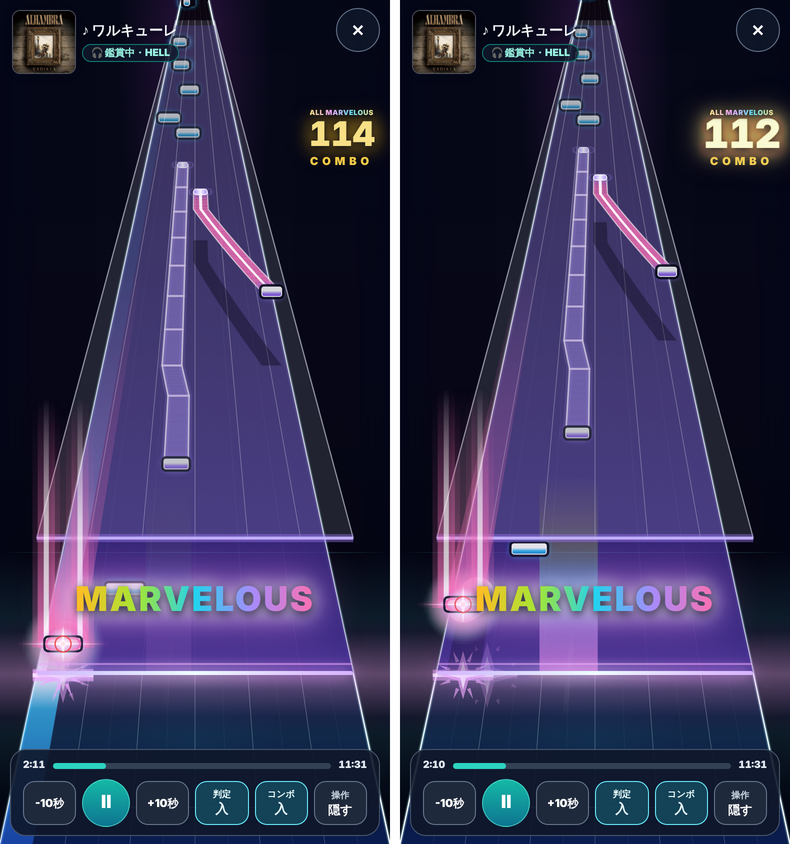 ALHAMBRA
♪ ワルキューレ
🎧 鑑賞中・HELL
×
ALL MARVELOUS
114
COMBO
MARVELOUS
2:11
11:31
-10秒
+10秒
判定
入
コンボ
入
操作
隠す
ALHAMBRA
♪ ワルキューレ
🎧 鑑賞中・HELL
×
ALL MARVELOUS
112
COMBO
MARVELOUS
2:10
11:31
-10秒
+10秒
判定
入
コンボ
入
操作
隠す